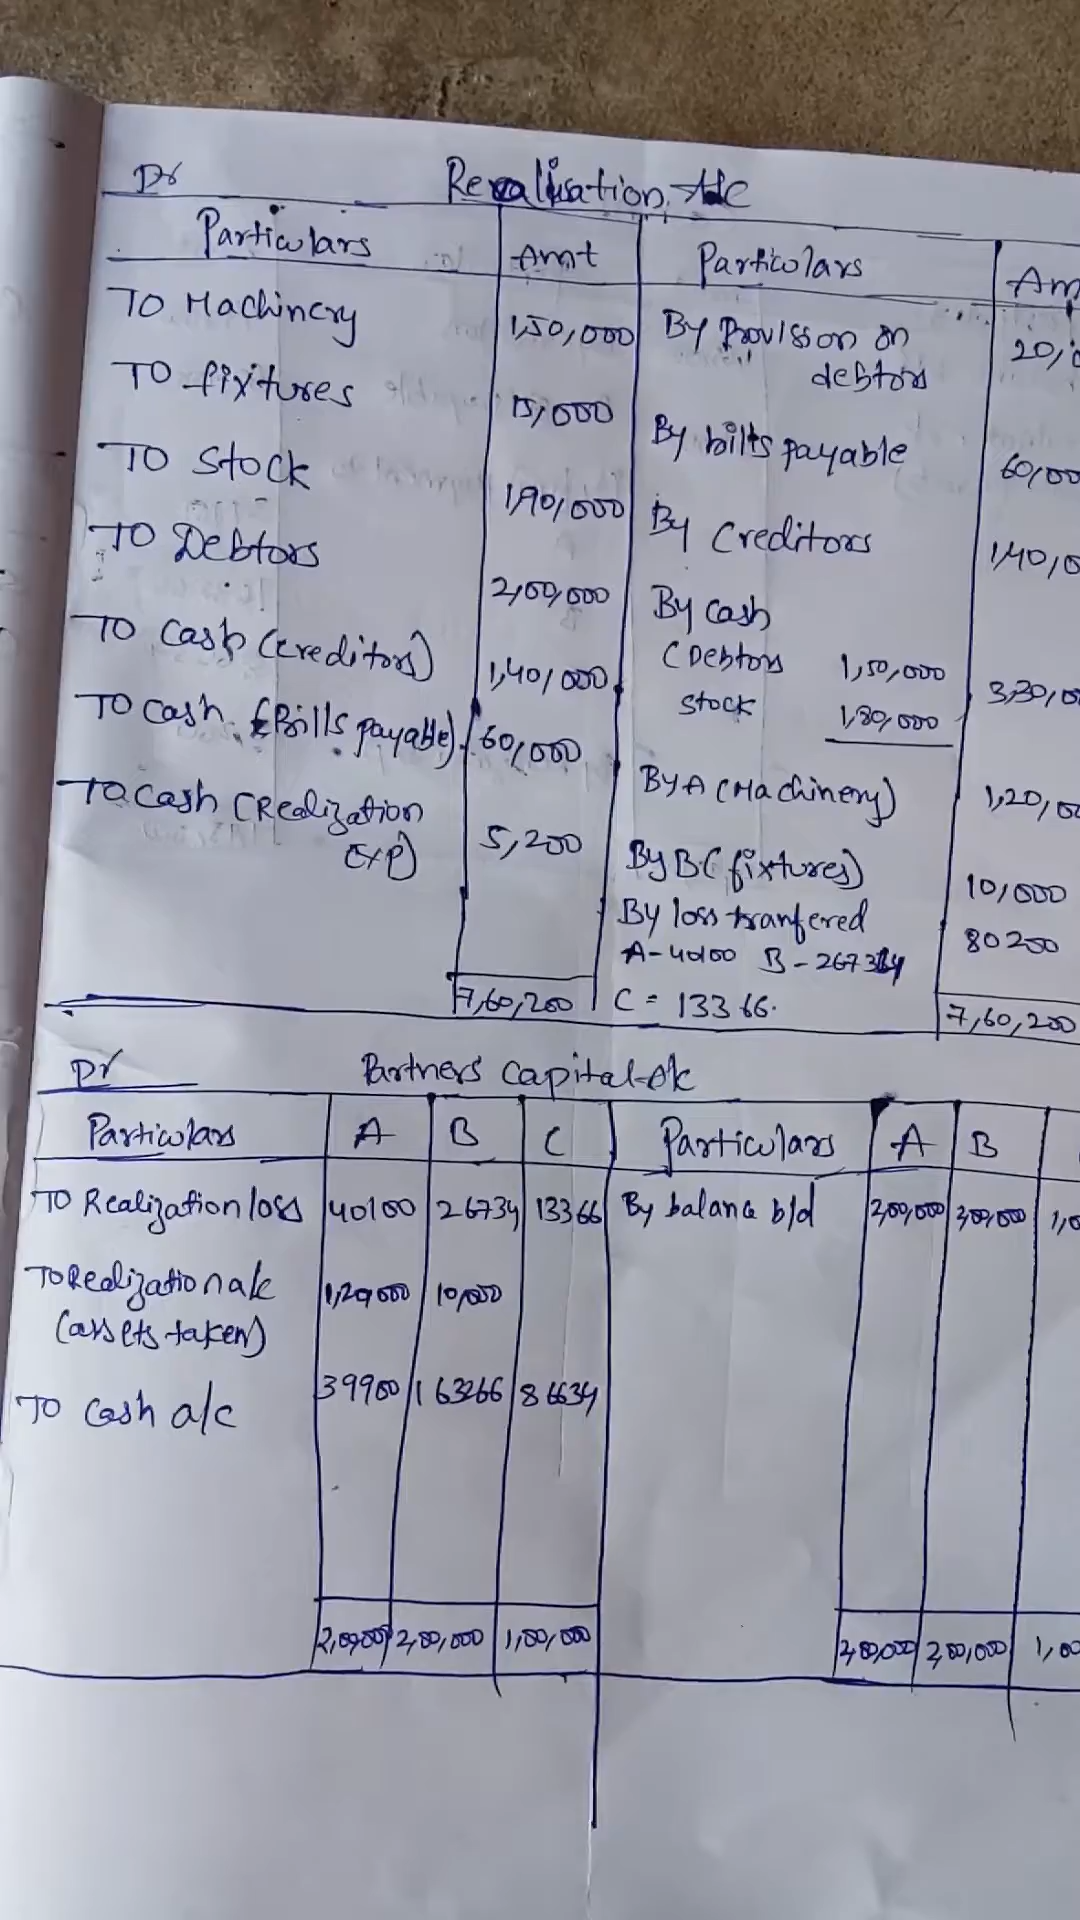 Dr Revalisation A/c
Particulars Amt Particulars Am
TO Machinery 1,50,000 By Provission on debtors 20,0
TO fixtures 15,000 By bills payable 60,00
TO Stock 1,90,000 By Creditors 1,40,0
TO Debtors 2,00,000 By Cash
TO Cash (creditors) 1,40,000 (Debtors 1,50,000
Stock 1,80,000 3,30,00
TO Cash (Bills payable) 60,000 By A (Machinery) 1,20,00
TO Cash (Realization Exp) 5,200 By B (fixtures) 10,000
By loss tranfered 80200
A-40100 B-26734
7,60,200 C = 13366. 7,60,200
Dr Partners Capital A/c
Particulars A B C Particulars A B
TO Realization loss 40100 26734 13366 By balance b/d 2,00,000 2,00,000 1,0
TO Realization a/c 1,20,000 10,000
(assets taken)
TO Cash a/c 39900 163266 86634
2,00,000 2,00,000 1,00,000 2,00,000 2,00,000 1,00